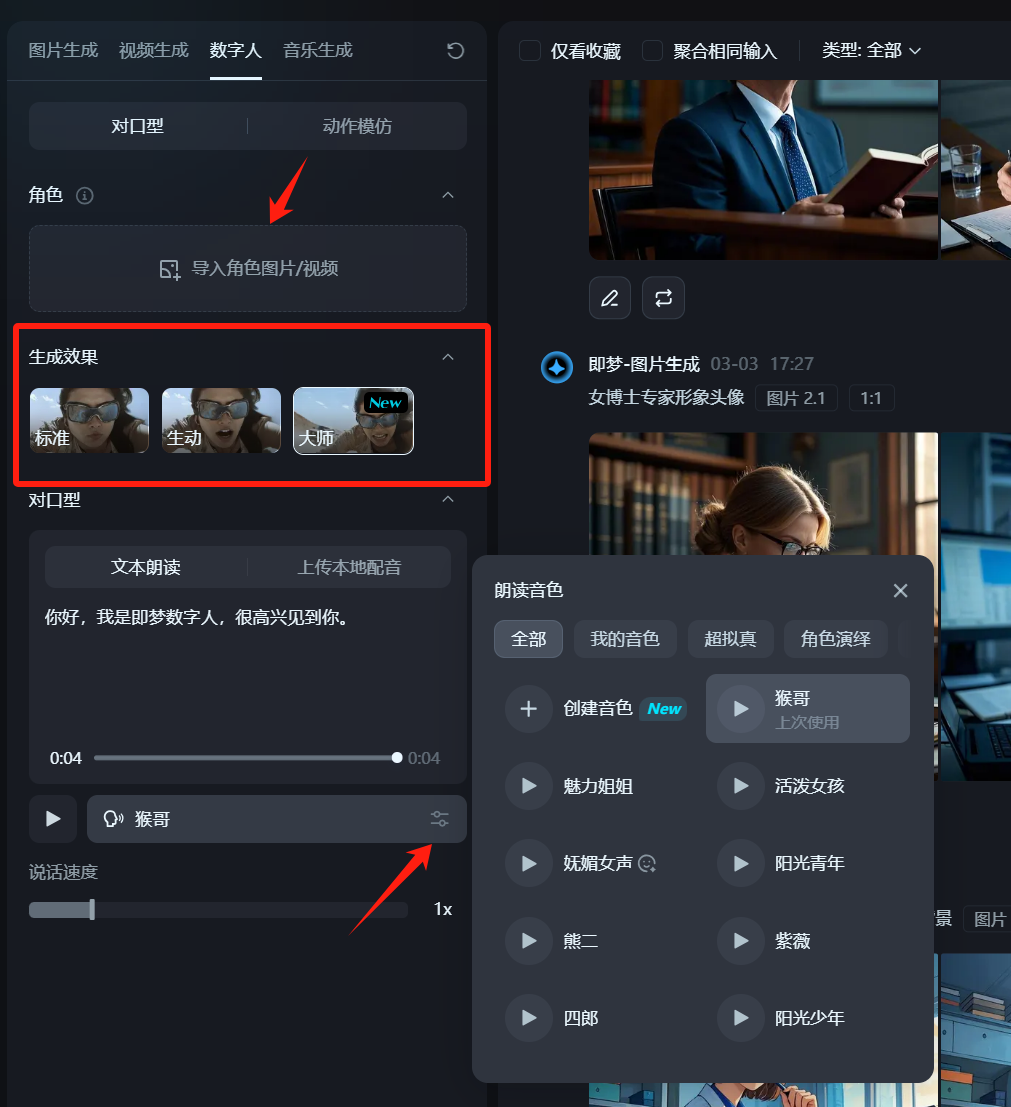 图片生成 视频生成 数字人 音乐生成
对口型 动作模仿
角色
导入角色图片/视频
生成效果
标准 生动 大师 New
对口型
文本朗读 上传本地配音
你好，我是即梦数字人，很高兴见到你。
0:04 0:04
猴哥
说话速度
1x
仅看收藏 聚合相同输入 类型: 全部
即梦-图片生成 03-03 17:27
女博士专家形象头像 图片 2.1 1:1
朗读音色
全部 我的音色 超拟真 角色演绎
创建音色 New 猴哥
上次使用
魅力姐姐 活泼女孩
妩媚女声 阳光青年
熊二 紫薇
四郎 阳光少年
景 图片